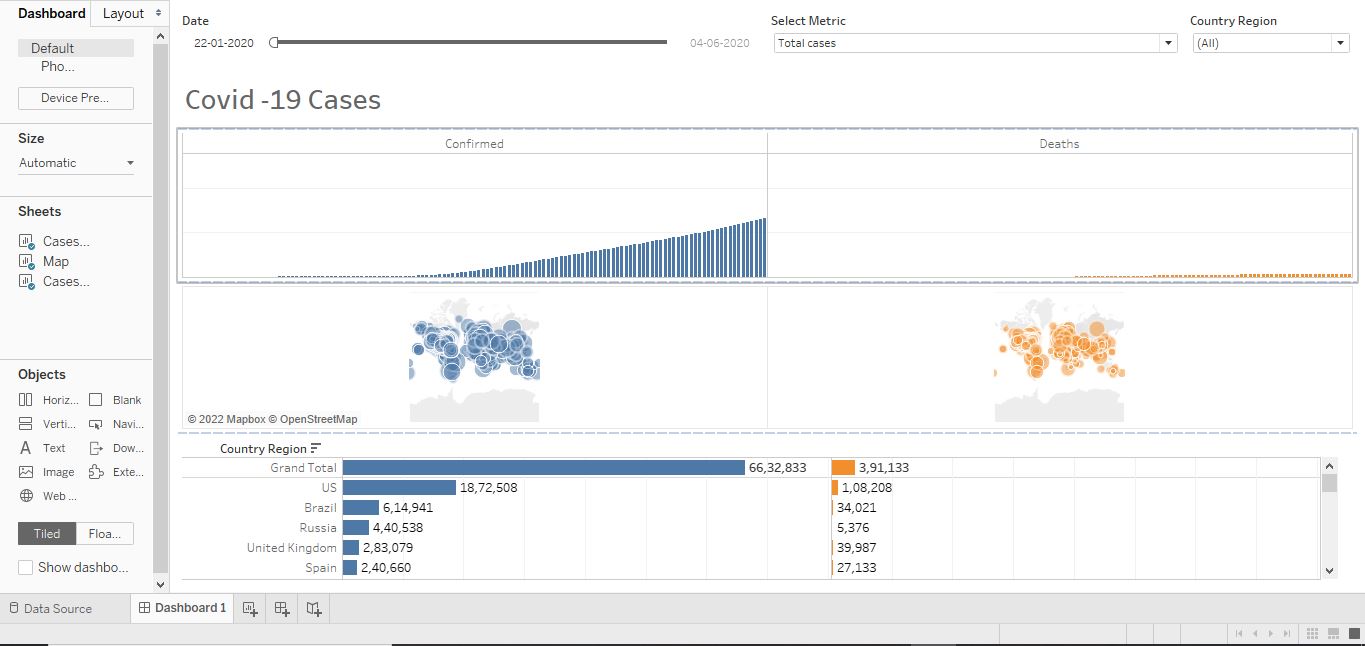 Dashboard Layout
Default
Pho...
Device Pre...
Size
Automatic
Sheets
Cases...
Map
Cases...
Objects
Horiz... Blank
Verti... Navi...
Text Dow...
Image Exte...
Web ...
Tiled Floa...
Show dashbo...
Date
22-01-2020 04-06-2020
Select Metric
Total cases
Country Region
(All)
Covid -19 Cases
Confirmed Deaths
© 2022 Mapbox © OpenStreetMap
Country Region
Grand Total 66,32,833 3,91,133
US 18,72,508 1,08,208
Brazil 6,14,941 34,021
Russia 4,40,538 5,376
United Kingdom 2,83,079 39,987
Spain 2,40,660 27,133
Data Source Dashboard 1